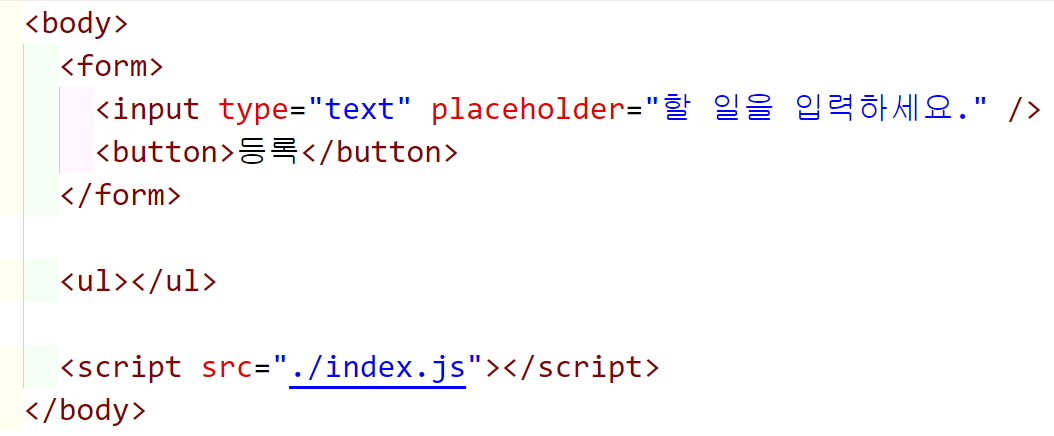 <body>
<form>
<input type="text" placeholder="할 일을 입력하세요." />
<button>등록</button>
</form>
<ul></ul>
<script src="./index.js"></script>
</body>